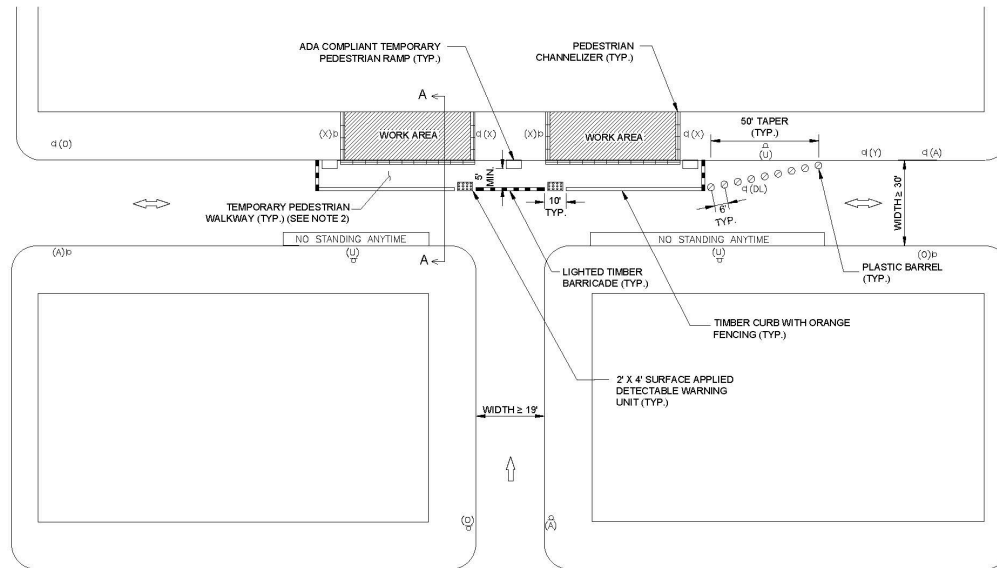 ADA COMPLIANT TEMPORARY
PEDESTRIAN RAMP (TYP.)
PEDESTRIAN
CHANNELIZER (TYP.)
A
50' TAPER
(TYP.)
(O)
(X)
WORK AREA
(X)
(X)
WORK AREA
(X)
(U)
(Y)
(A)
5'
MIN.
(DL)
6'
TYP.
WIDTH ≥ 30'
TEMPORARY PEDESTRIAN
WALKWAY (TYP.) (SEE NOTE 2)
10'
TYP.
NO STANDING ANYTIME
NO STANDING ANYTIME
(A)
(U)
A
LIGHTED TIMBER
BARRICADE (TYP.)
(U)
(O)
PLASTIC BARREL
(TYP.)
TIMBER CURB WITH ORANGE
FENCING (TYP.)
2' X 4' SURFACE APPLIED
DETECTABLE WARNING
UNIT (TYP.)
WIDTH ≥ 19'
(O)
(A)